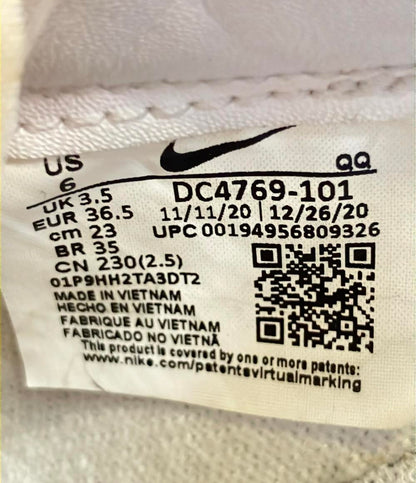 US
6
QQ
UK 3.5
DC4769-101
EUR 36.5
11/11/20 | 12/26/20
cm 23
UPC 00194956809326
BR 35
CN 230(2.5)
01P9HH2TA3DT2
MADE IN VIETNAM
HECHO EN VIETNAM
FABRIQUE AU VIETNAM
FABRICADO NO VIETNÃ
This product is covered by one or more patents:
www.nike.com/patentsvirtualmarking